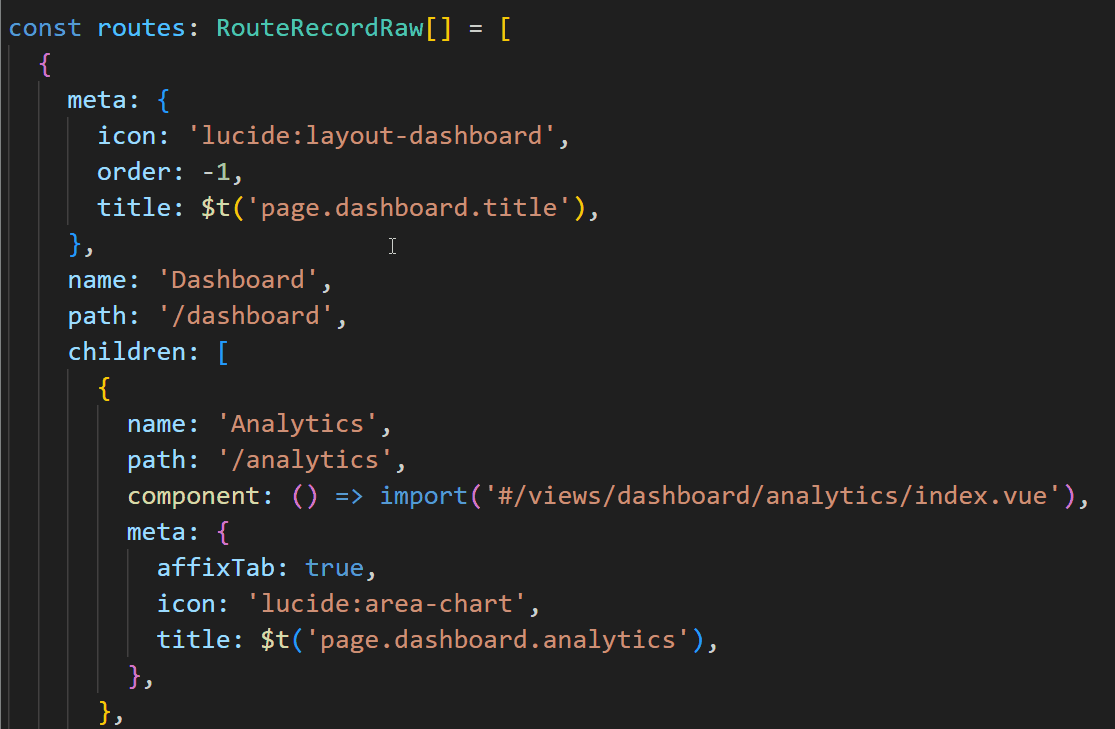 const routes: RouteRecordRaw[] = [
  {
    meta: {
      icon: 'lucide:layout-dashboard',
      order: -1,
      title: $t('page.dashboard.title'),
    },
    name: 'Dashboard',
    path: '/dashboard',
    children: [
      {
        name: 'Analytics',
        path: '/analytics',
        component: () => import('#/views/dashboard/analytics/index.vue'),
        meta: {
          affixTab: true,
          icon: 'lucide:area-chart',
          title: $t('page.dashboard.analytics'),
        },
      },